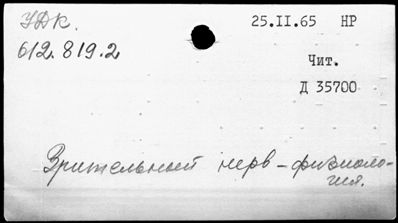 УДК.
25.II.65 НР
612.819.2
Чит.
Д 35700
Зрительный нерв - физиоло-
гия.